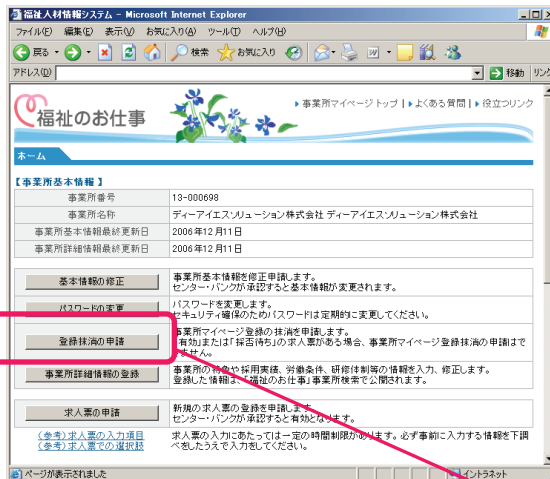 福祉人材情報システム - Microsoft Internet Explorer
ファイル(F) 編集(E) 表示(V) お気に入り(A) ツール(T) ヘルプ(H)
戻る 検索 お気に入り
アドレス(D) 移動 リンク
福祉のお仕事
事業所マイページトップ | よくある質問 | 役立つリンク
ホーム
【事業所基本情報】
事業所番号 13-000698
事業所名称 ディーアイエスソリューション株式会社 ディーアイエスソリューション株式会社
事業所基本情報最終更新日 2006年12月11日
事業所詳細情報最終更新日 2006年12月11日
基本情報の修正 事業所基本情報を修正申請します。
センター・バンクが承認すると基本情報が変更されます。
パスワードの変更 パスワードを変更します。
セキュリティ確保のためパスワードは定期的に変更してください。
登録抹消の申請 事業所マイページ登録の抹消を申請します。
「有効」または「採否待ち」の求人票がある場合、事業所マイページ登録抹消の申請はで
きません。
事業所詳細情報の登録 事業所の特色や採用実績、労働条件、研修体制等の情報を入力、修正します。
登録した情報は、「福祉のお仕事」事業所検索で公開されます。
求人票の申請 新規の求人票の登録を申請します。
センター・バンクが承認すると有効となります。
(参考)求人票の入力項目 求人票の入力にあたっては一定の時間制限があります。必ず事前に入力する情報を下調
(参考)求人票での選択肢 べをしたうえで入力をしてください。
ページが表示されました イントラネット